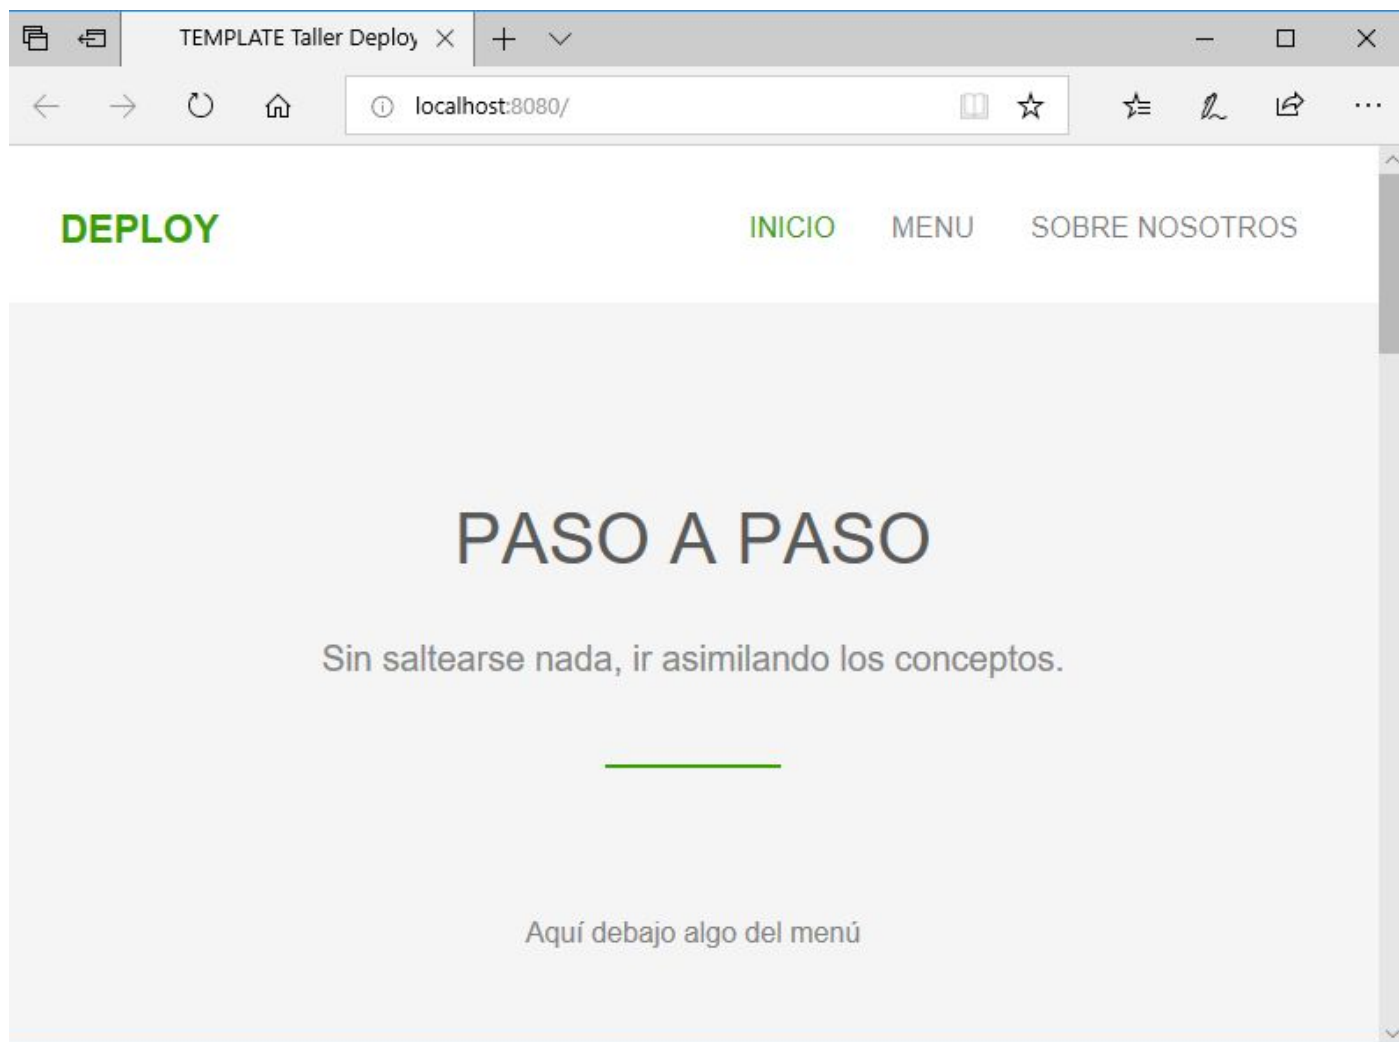 TEMPLATE Taller Deploy
localhost:8080/
DEPLOY
INICIO MENU SOBRE NOSOTROS
PASO A PASO
Sin saltearse nada, ir asimilando los conceptos.
Aquí debajo algo del menú